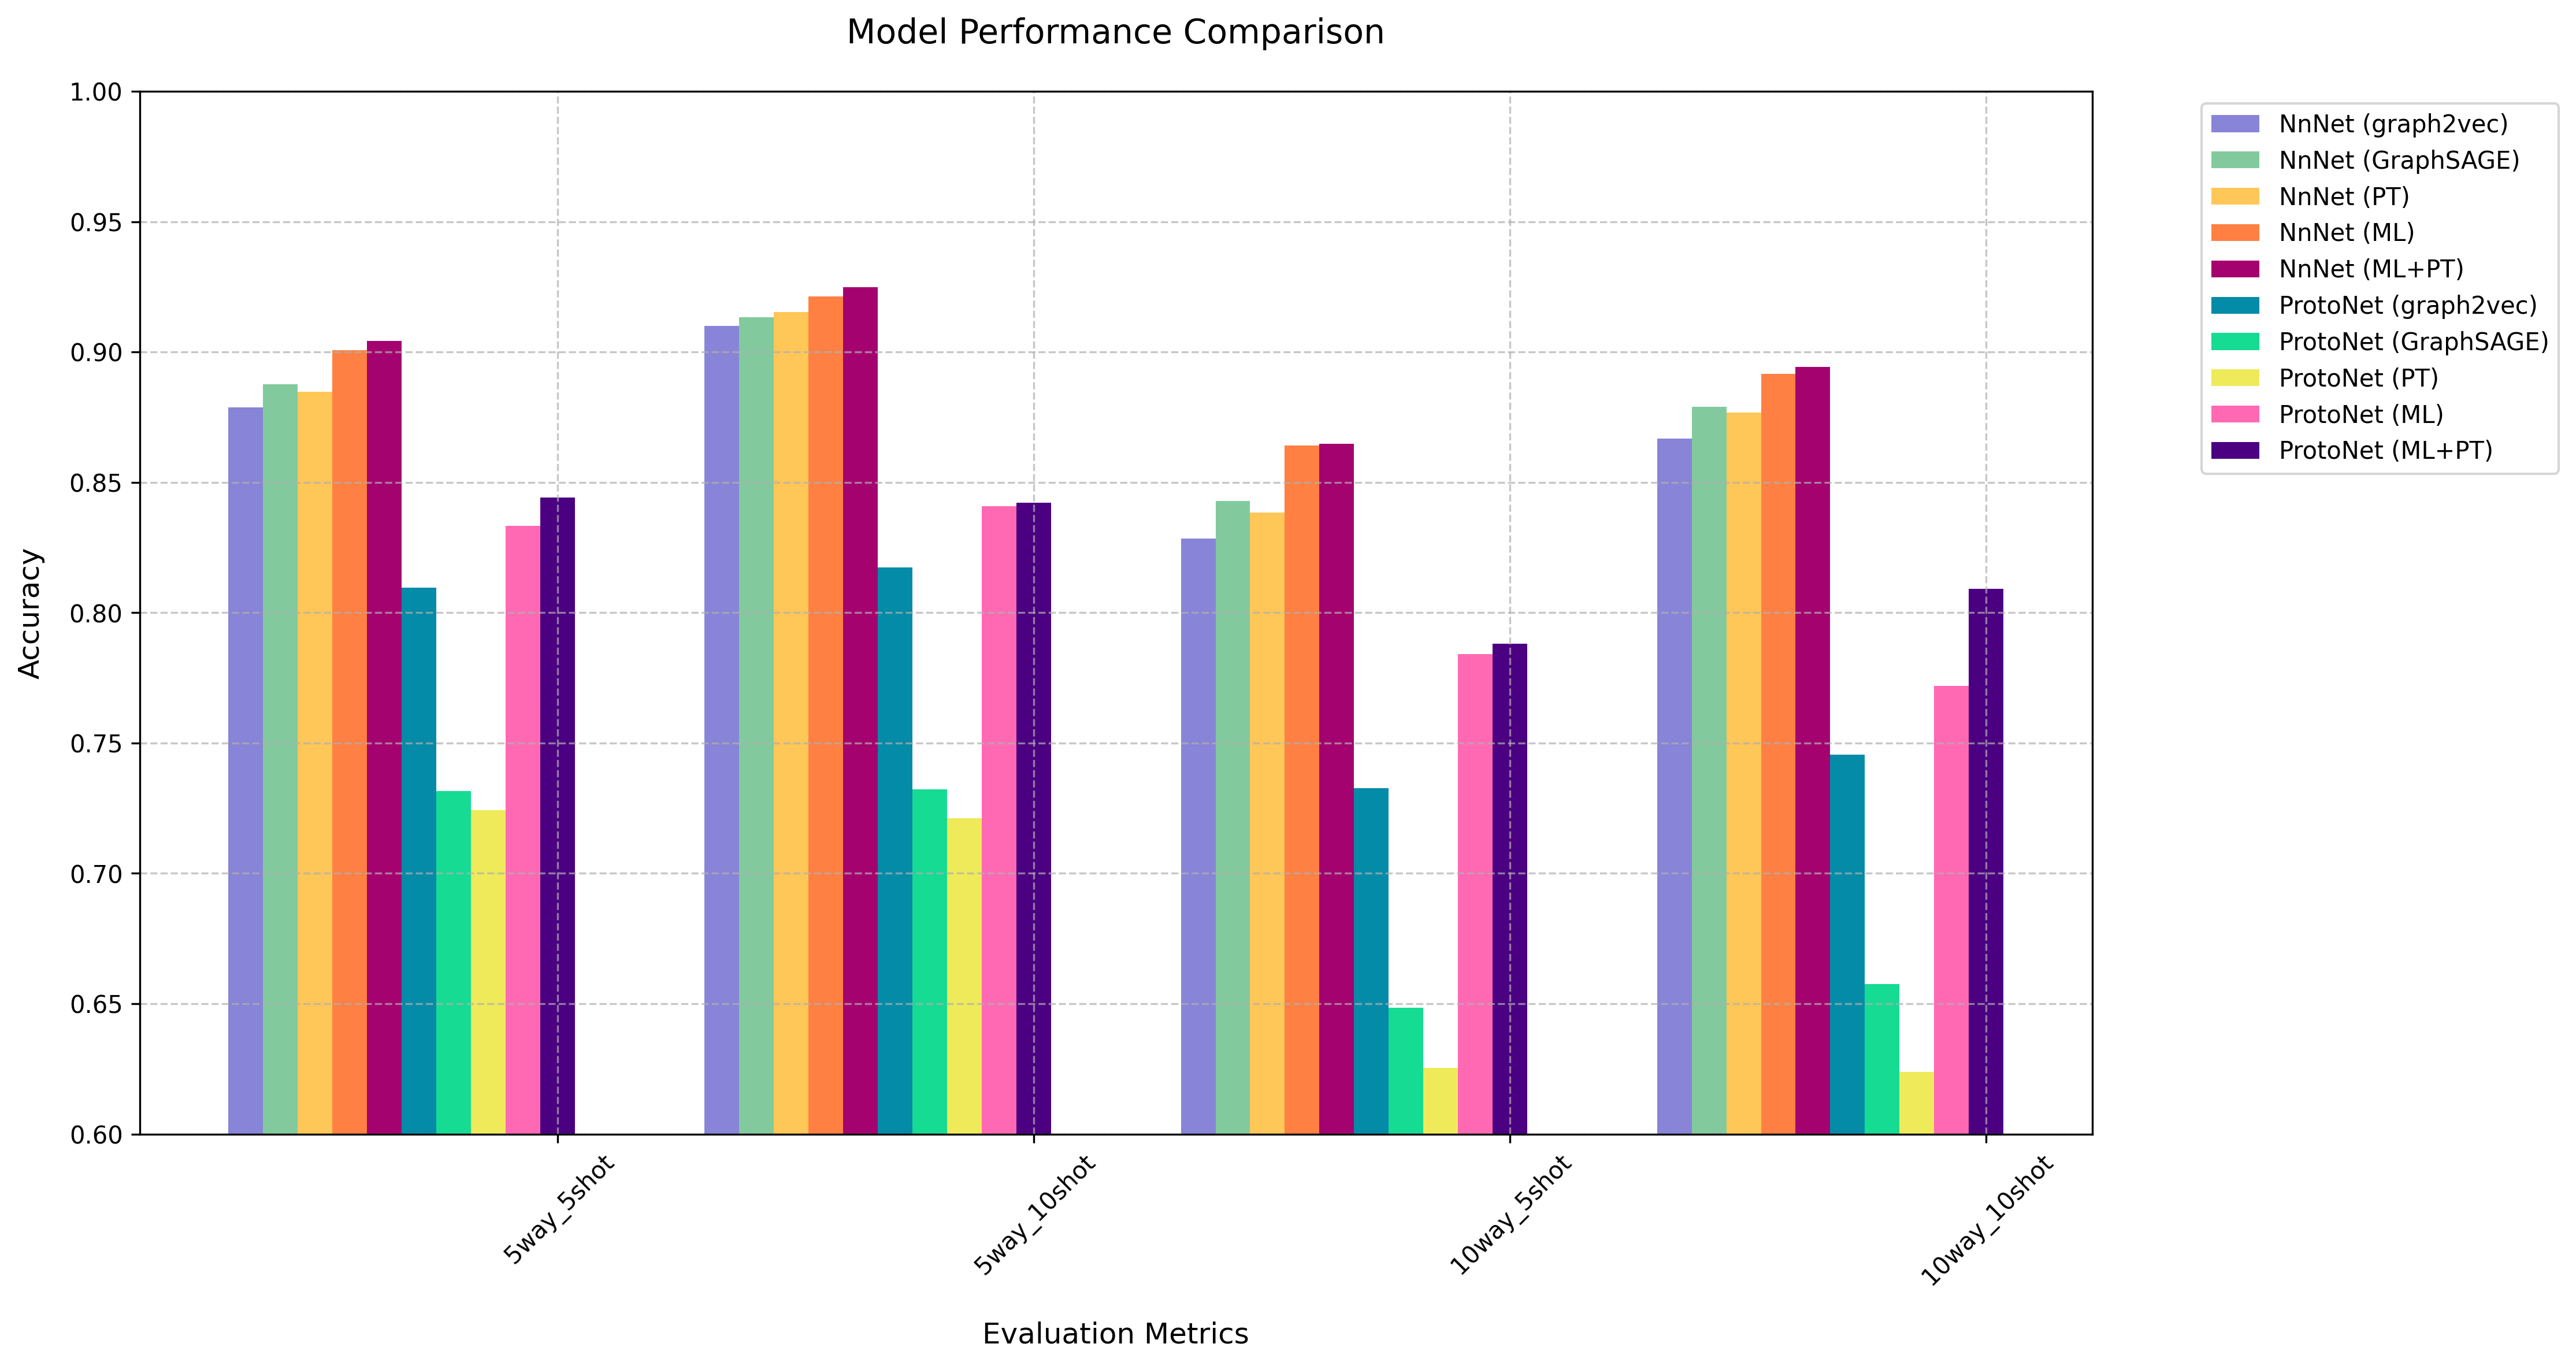 Model Performance Comparison
1.00
0.95
0.90
0.85
0.80
0.75
0.70
0.65
0.60
Accuracy
5way_5shot
5way_10shot
10way_5shot
10way_10shot
Evaluation Metrics
NnNet (graph2vec)
NnNet (GraphSAGE)
NnNet (PT)
NnNet (ML)
NnNet (ML+PT)
ProtoNet (graph2vec)
ProtoNet (GraphSAGE)
ProtoNet (PT)
ProtoNet (ML)
ProtoNet (ML+PT)